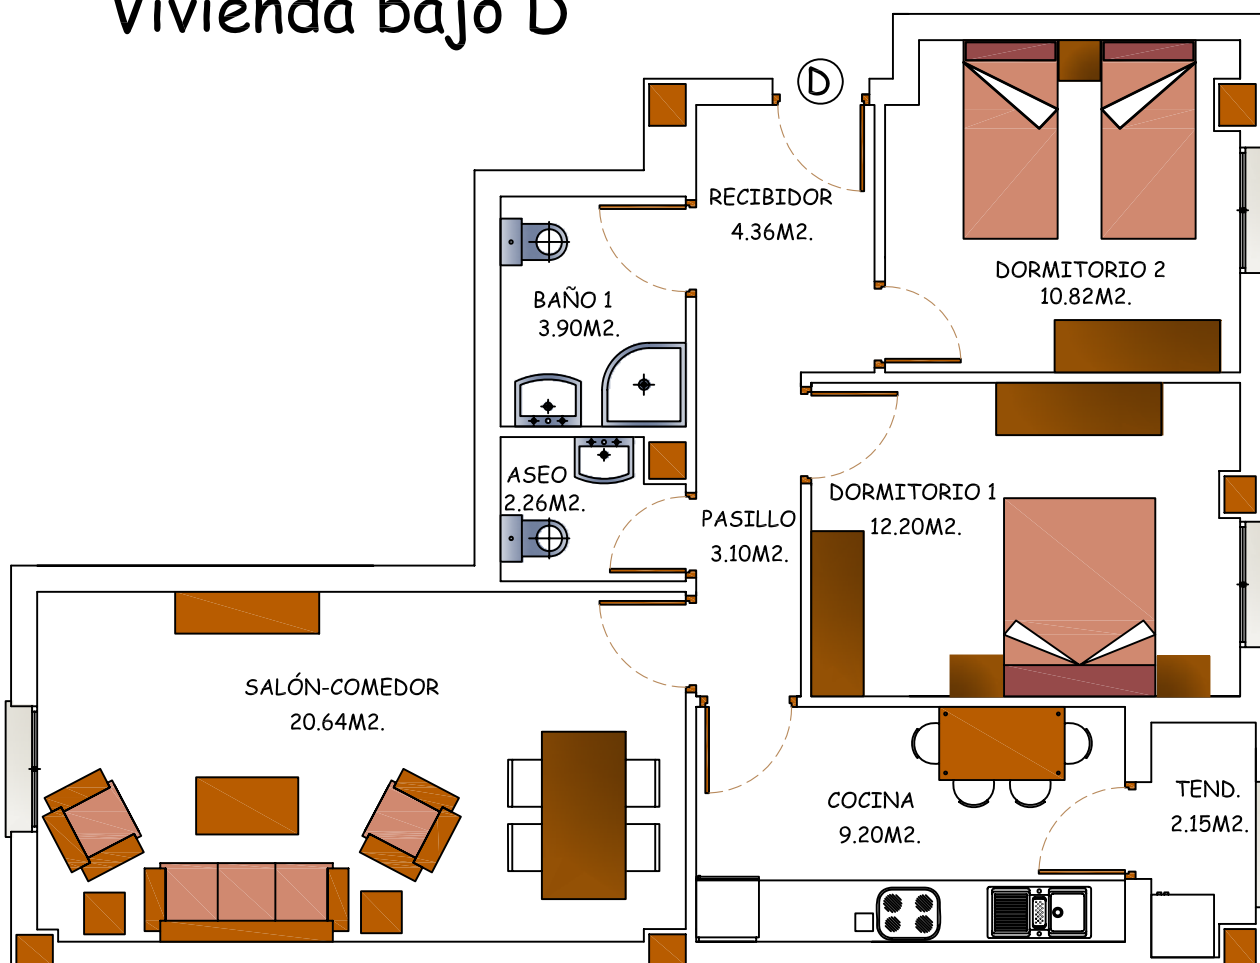 Vivienda bajo D
D
RECIBIDOR
4.36M2.
DORMITORIO 2
10.82M2.
BAÑO 1
3.90M2.
ASEO
2.26M2.
DORMITORIO 1
12.20M2.
PASILLO
3.10M2.
SALÓN-COMEDOR
20.64M2.
COCINA
9.20M2.
TEND.
2.15M2.